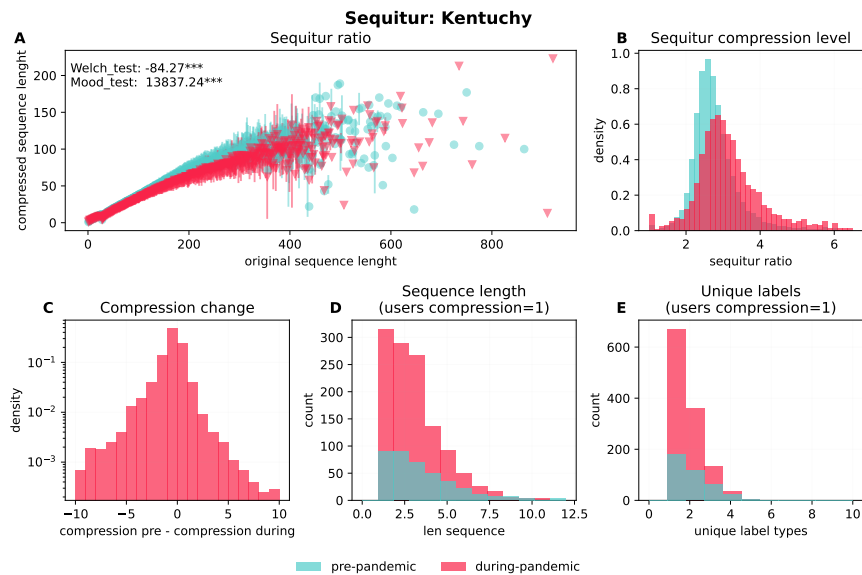 Sequitur: Kentuchy
A
Sequitur ratio
Welch_test: -84.27***
Mood_test: 13837.24***
compressed sequence lenght
200
150
100
50
0
0 200 400 600 800
original sequence lenght
B
Sequitur compression level
density
1.0
0.8
0.6
0.4
0.2
0.0
2 4 6
sequitur ratio
C
Compression change
density
10⁻¹
10⁻²
10⁻³
−10 −5 0 5 10
compression pre - compression during
D
Sequence length
(users compression=1)
count
300
250
200
150
100
50
0
0.0 2.5 5.0 7.5 10.0 12.5
len sequence
E
Unique labels
(users compression=1)
count
600
400
200
0
0 2 4 6 8 10
unique label types
pre-pandemic during-pandemic